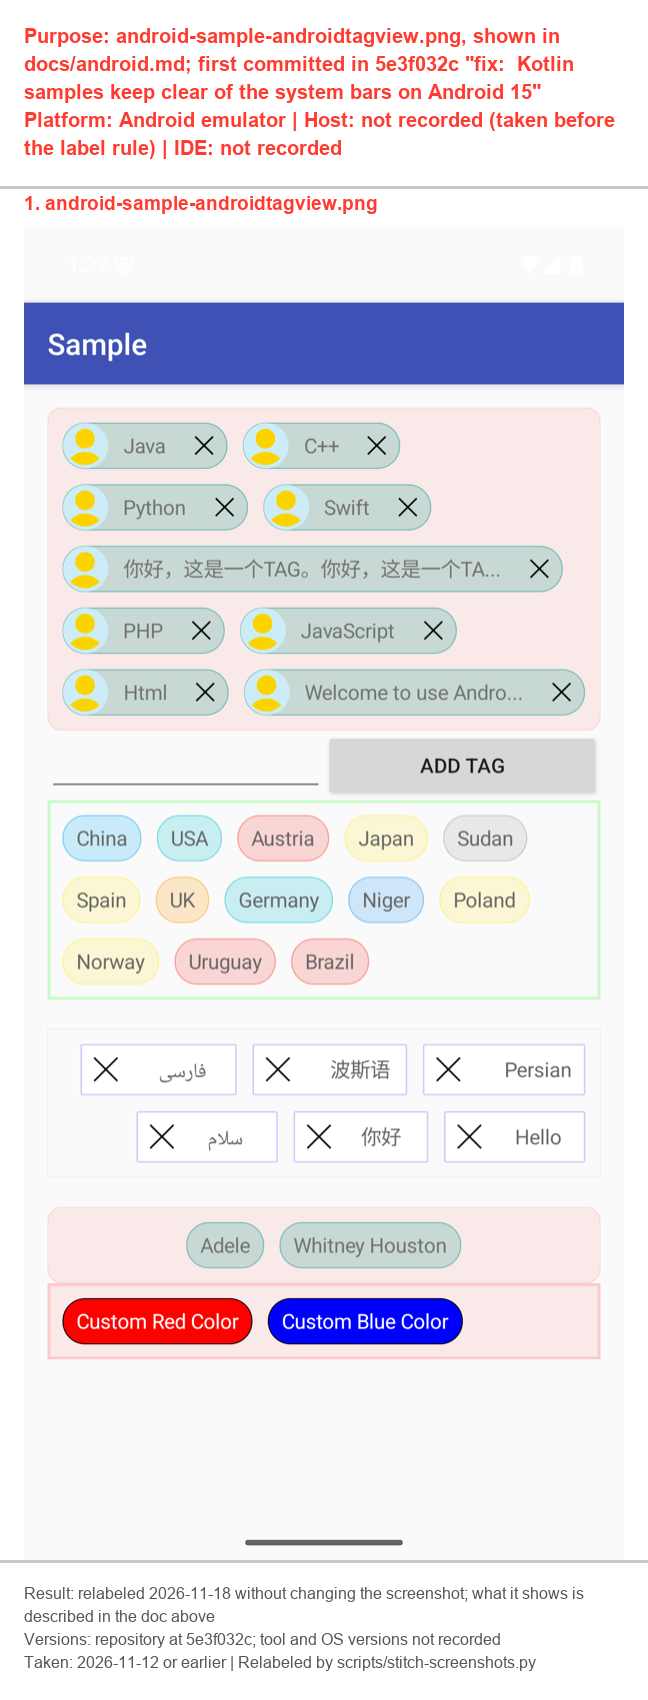 Purpose: android-sample-androidtagview.png, shown in
docs/android.md; first committed in 5e3f032c "fix:  Kotlin
samples keep clear of the system bars on Android 15"
Platform: Android emulator | Host: not recorded (taken before
the label rule) | IDE: not recorded
1. android-sample-androidtagview.png
1:22
Sample
Java C++
Python Swift
你好，这是一个TAG。你好，这是一个TA...
PHP JavaScript
Html Welcome to use Andro...
ADD TAG
China USA Austria Japan Sudan
Spain UK Germany Niger Poland
Norway Uruguay Brazil
فارسی 波斯语 Persian
سلام 你好 Hello
Adele Whitney Houston
Custom Red Color Custom Blue Color
Result: relabeled 2026-11-18 without changing the screenshot; what it shows is
described in the doc above
Versions: repository at 5e3f032c; tool and OS versions not recorded
Taken: 2026-11-12 or earlier | Relabeled by scripts/stitch-screenshots.py